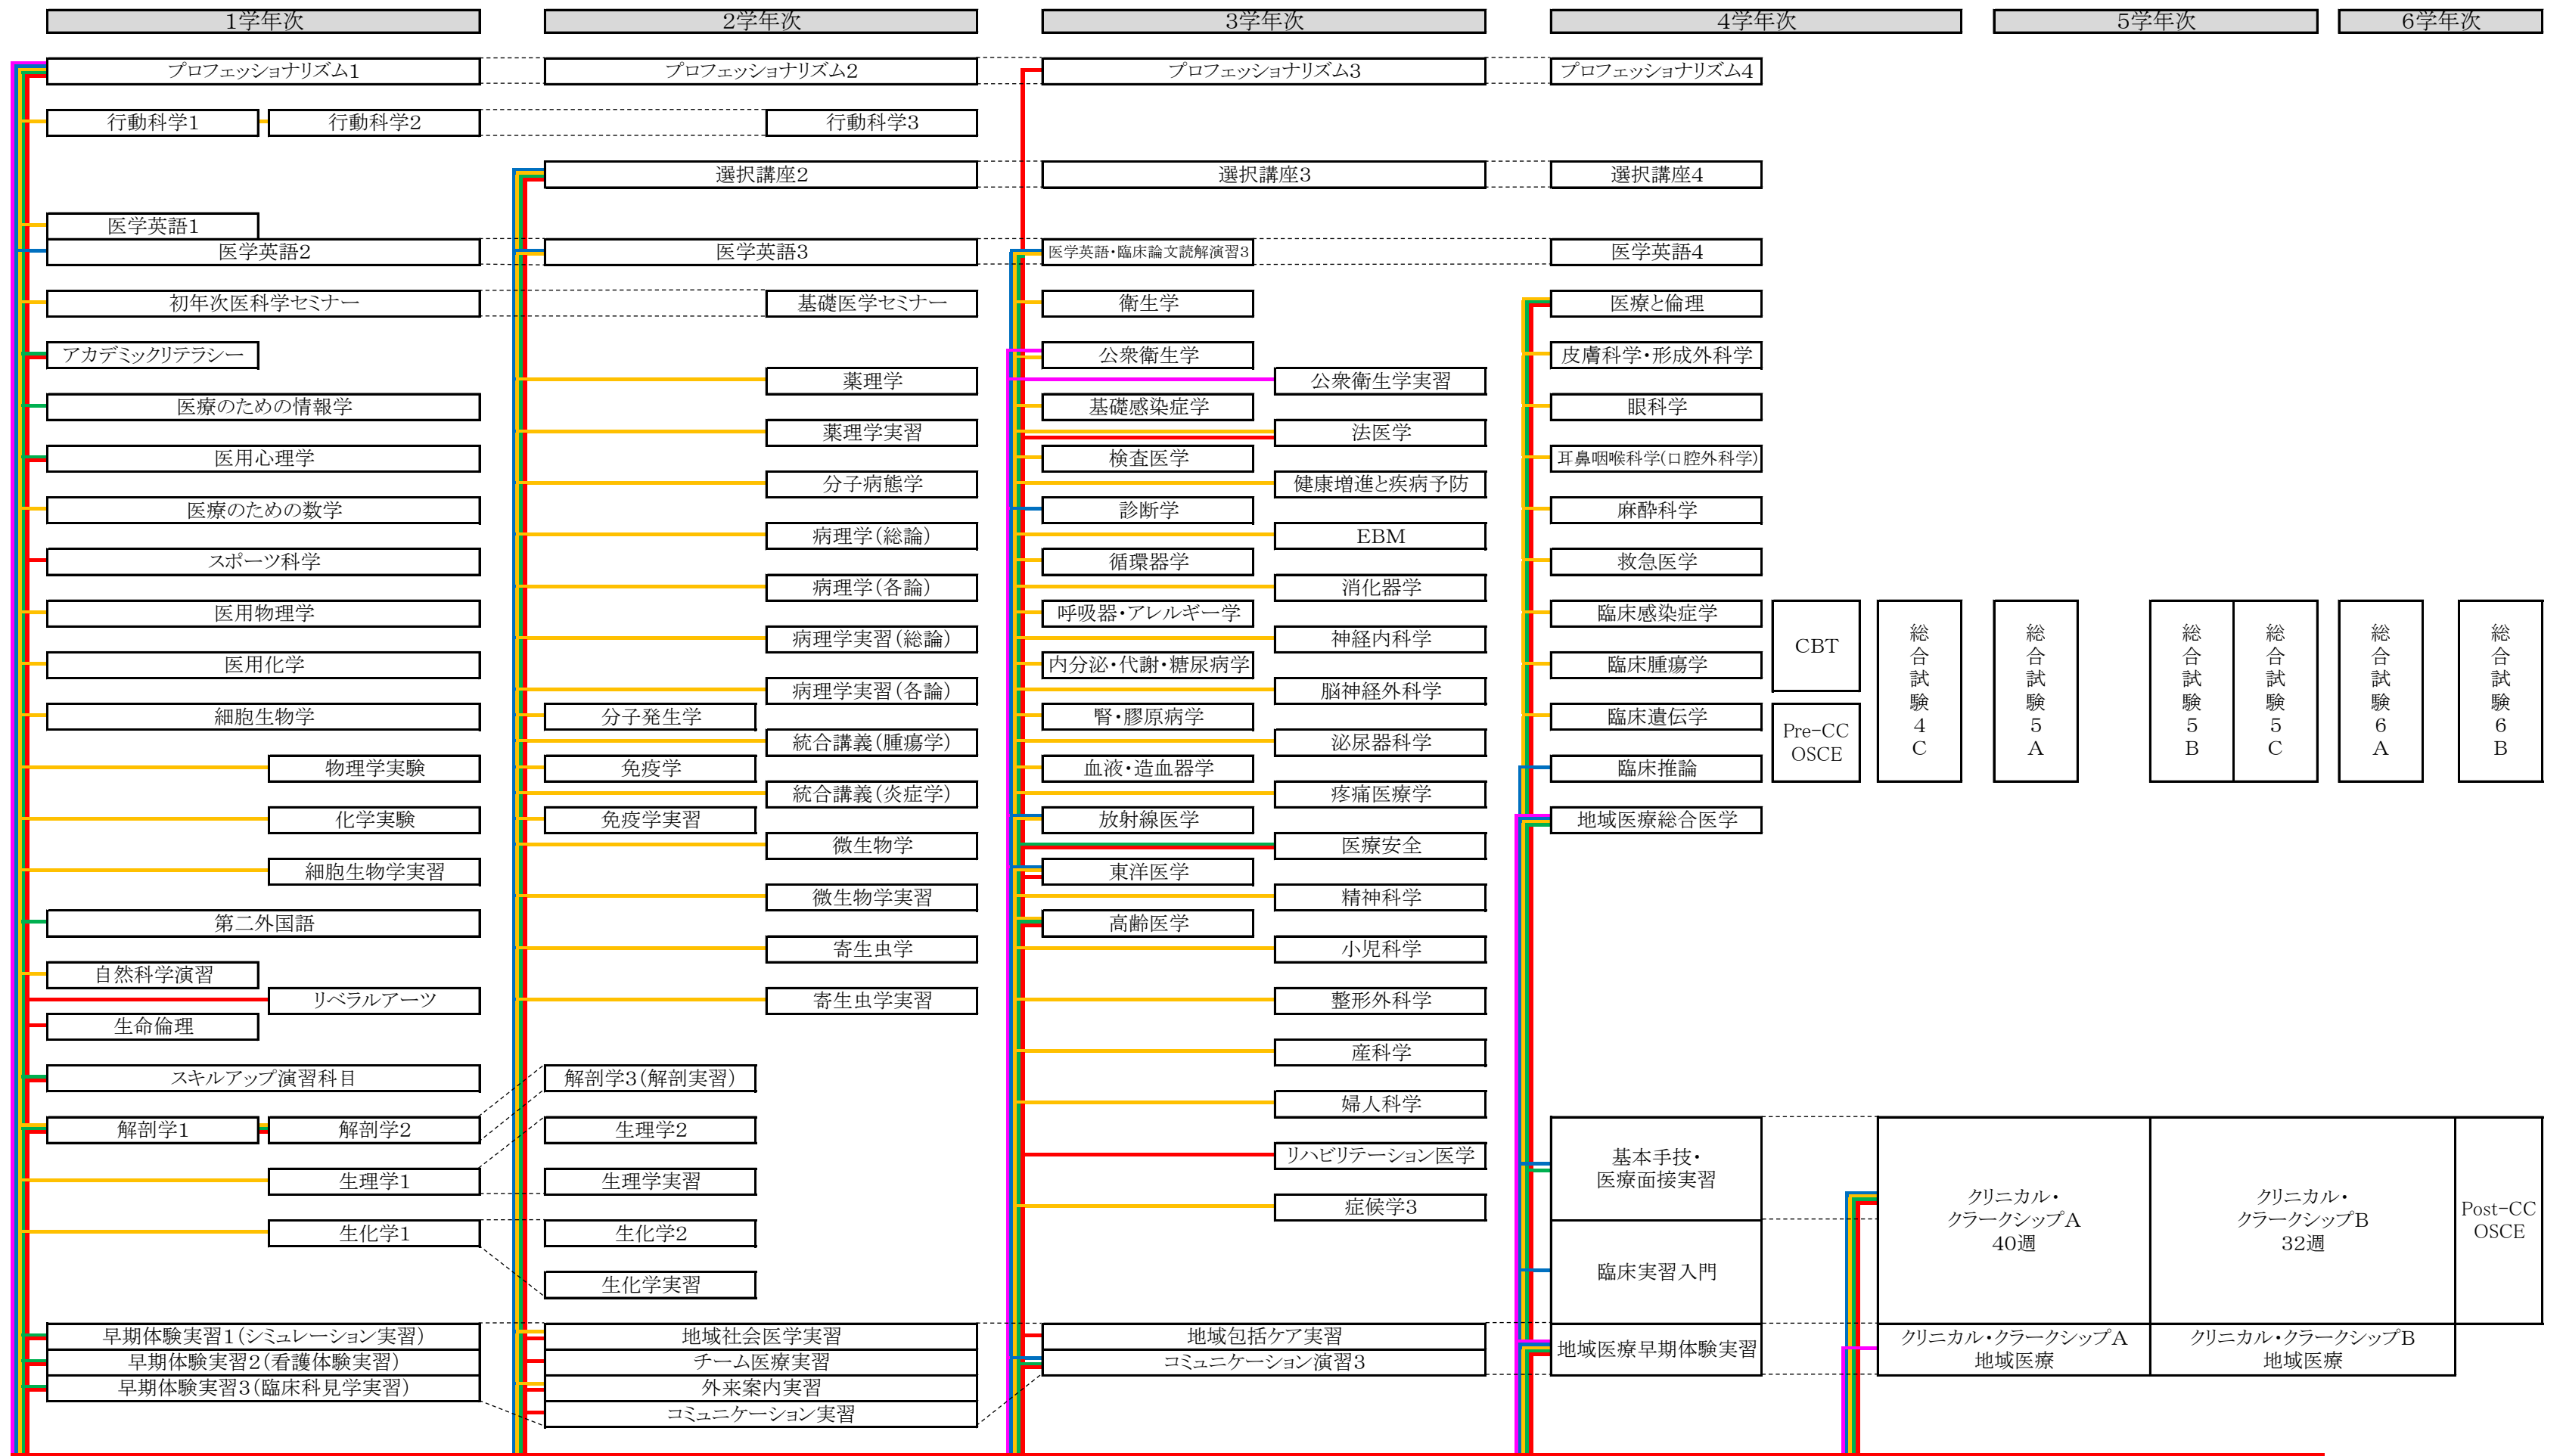 1学年次
2学年次
3学年次
4学年次
5学年次
6学年次
プロフェッショナリズム1
プロフェッショナリズム2
プロフェッショナリズム3
プロフェッショナリズム4
行動科学1
行動科学2
行動科学3
選択講座2
選択講座3
選択講座4
医学英語1
医学英語2
医学英語3
医学英語・臨床論文読解演習3
医学英語4
初年次医科学セミナー
基礎医学セミナー
衛生学
医療と倫理
アカデミックリテラシー
公衆衛生学
皮膚科学・形成外科学
薬理学
公衆衛生学実習
医療のための情報学
基礎感染症学
眼科学
薬理学実習
法医学
医用心理学
検査医学
耳鼻咽喉科学(口腔外科学)
分子病態学
健康増進と疾病予防
医療のための数学
診断学
麻酔科学
病理学(総論)
EBM
スポーツ科学
循環器学
救急医学
病理学(各論)
消化器学
医用物理学
呼吸器・アレルギー学
臨床感染症学
病理学実習(総論)
神経内科学
医用化学
内分泌・代謝・糖尿病学
臨床腫瘍学
病理学実習(各論)
脳神経外科学
細胞生物学
分子発生学
腎・膠原病学
臨床遺伝学
統合講義(腫瘍学)
泌尿器科学
物理学実験
免疫学
血液・造血器学
臨床推論
統合講義(炎症学)
疼痛医療学
化学実験
免疫学実習
放射線医学
地域医療総合医学
微生物学
医療安全
細胞生物学実習
東洋医学
微生物学実習
精神科学
第二外国語
高齢医学
寄生虫学
小児科学
自然科学演習
リベラルアーツ
寄生虫学実習
整形外科学
生命倫理
産科学
スキルアップ演習科目
解剖学3(解剖実習)
婦人科学
解剖学1
解剖学2
生理学2
リハビリテーション医学
生理学1
生理学実習
症候学3
生化学1
生化学2
生化学実習
CBT
Pre-CC
OSCE
総合試験4C
総合試験5A
総合試験5B
総合試験5C
総合試験6A
総合試験6B
基本手技・
医療面接実習
臨床実習入門
クリニカル・
クラークシップA
40週
クリニカル・
クラークシップB
32週
Post-CC
OSCE
早期体験実習1(シミュレーション実習)
早期体験実習2(看護体験実習)
早期体験実習3(臨床科見学実習)
地域社会医学実習
チーム医療実習
外来案内実習
コミュニケーション実習
地域包括ケア実習
コミュニケーション演習3
地域医療早期体験実習
クリニカル・クラークシップA
地域医療
クリニカル・クラークシップB
地域医療